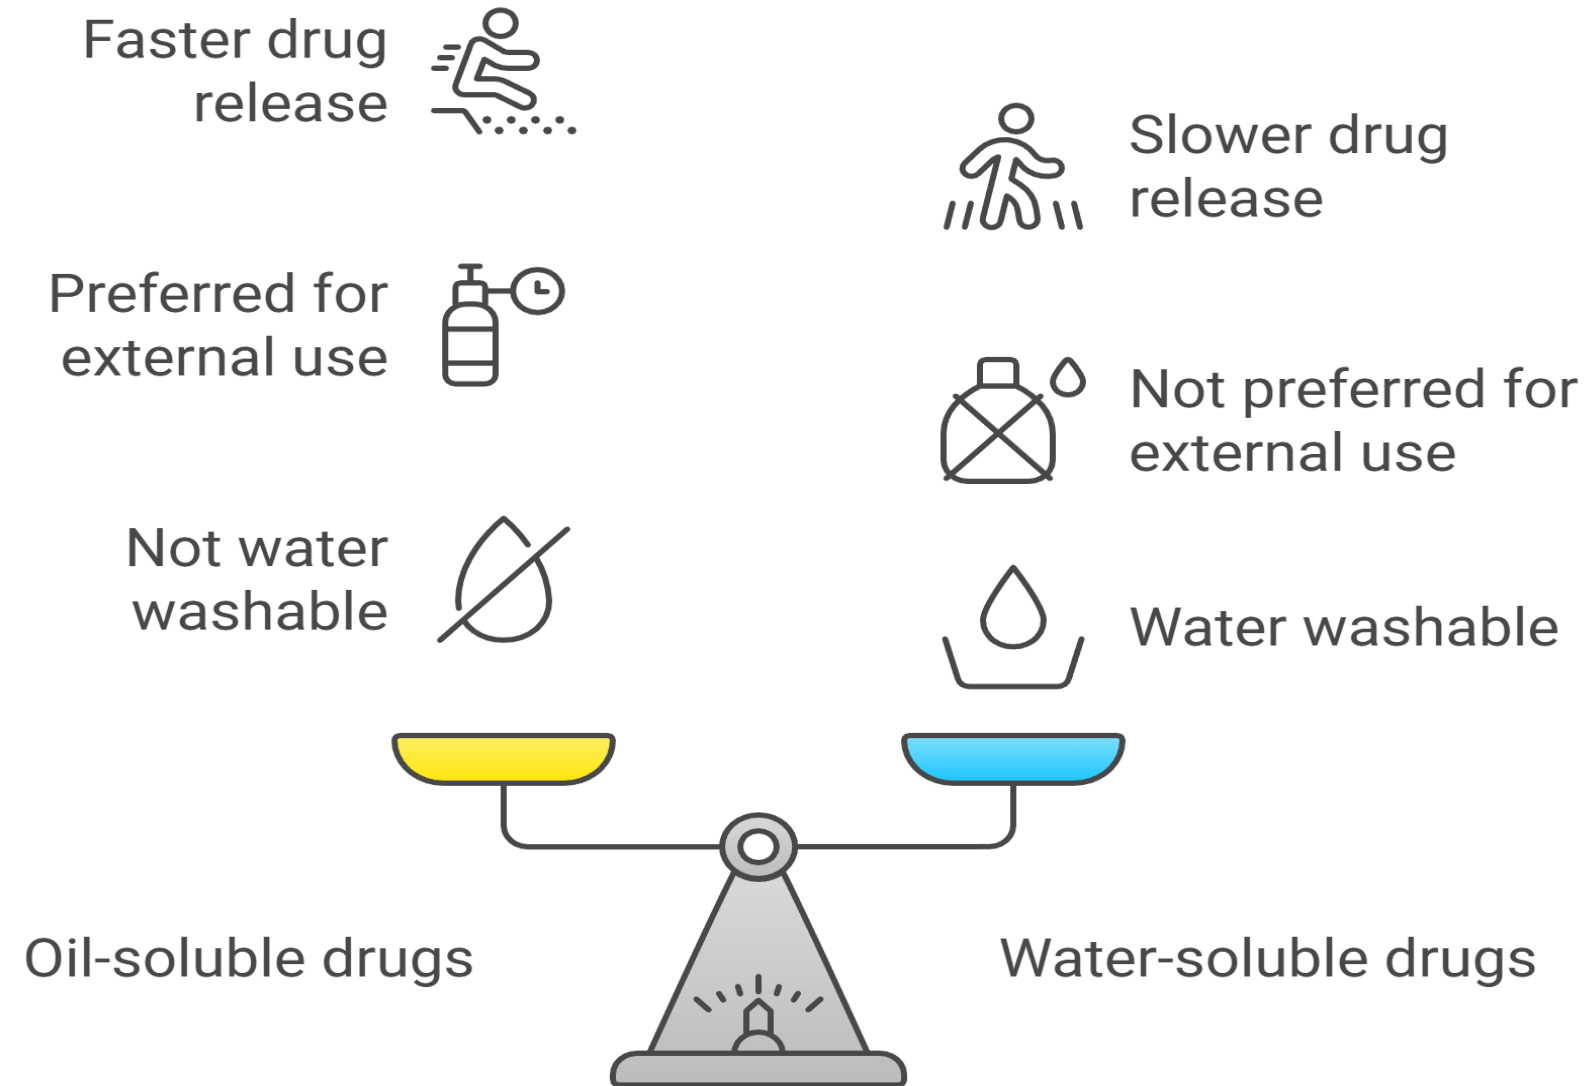 Faster drug
release
Preferred for
external use
Not water
washable
Slower drug
release
Not preferred for
external use
Water washable
Oil-soluble drugs
Water-soluble drugs